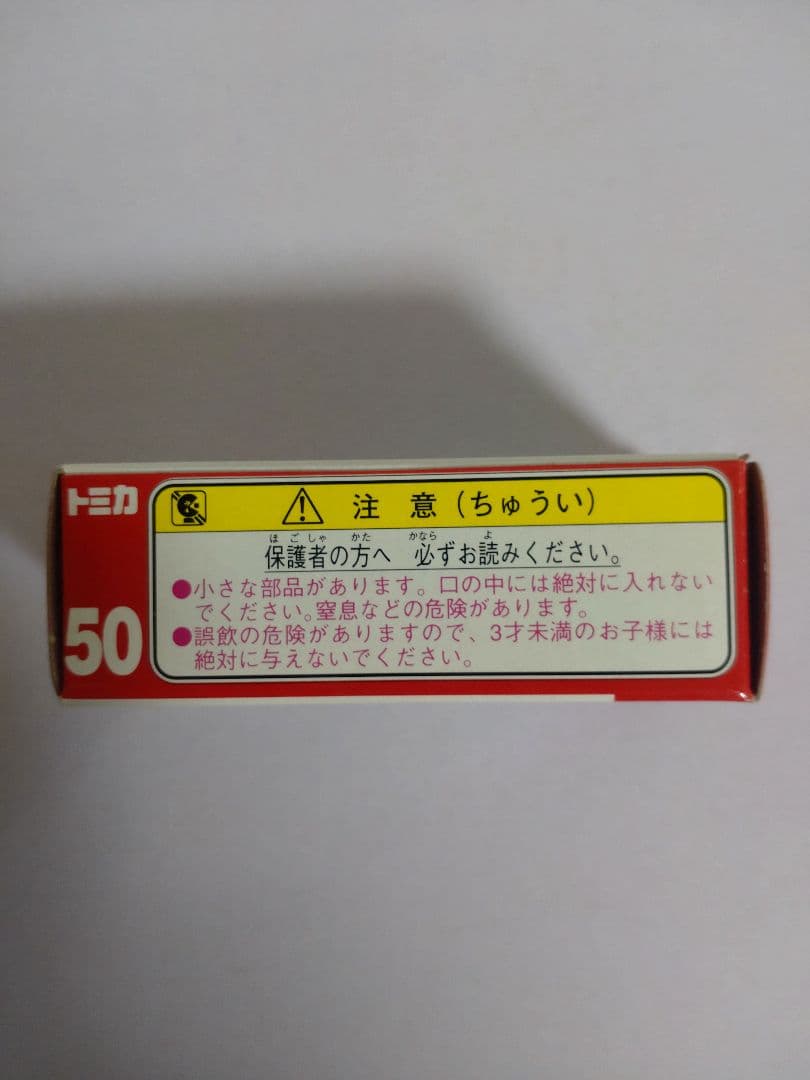 トミカ
50
注意(ちゅうい)
ほごしゃ かた かなら よ
保護者の方へ 必ずお読みください。
●小さな部品があります。口の中には絶対に入れない
でください。窒息などの危険があります。
●誤飲の危険がありますので、3才未満のお子様には
絶対に与えないでください。